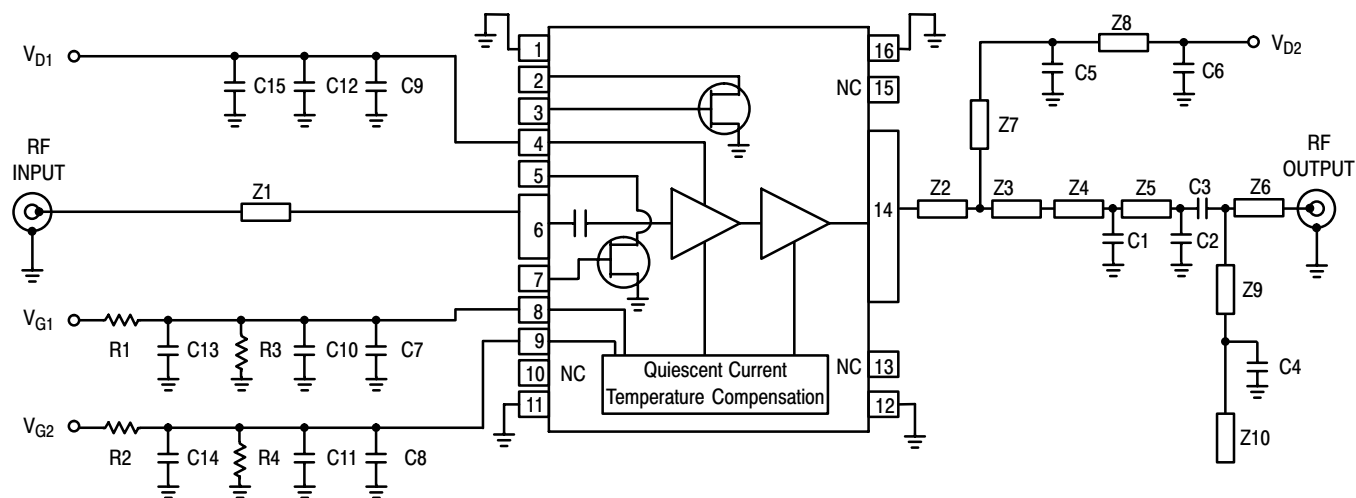 V_D1
C15
C12
C9
RF
INPUT
Z1
V_G1
R1
C13
R3
C10
C7
V_G2
R2
C14
R4
C11
C8
1
2
3
4
5
6
7
8
9
10
NC
11
Quiescent Current
Temperature Compensation
16
NC
15
14
NC
13
12
Z8
V_D2
C5
C6
Z7
RF
OUTPUT
Z2
Z3
Z4
Z5
C3
Z6
C1
C2
Z9
C4
Z10